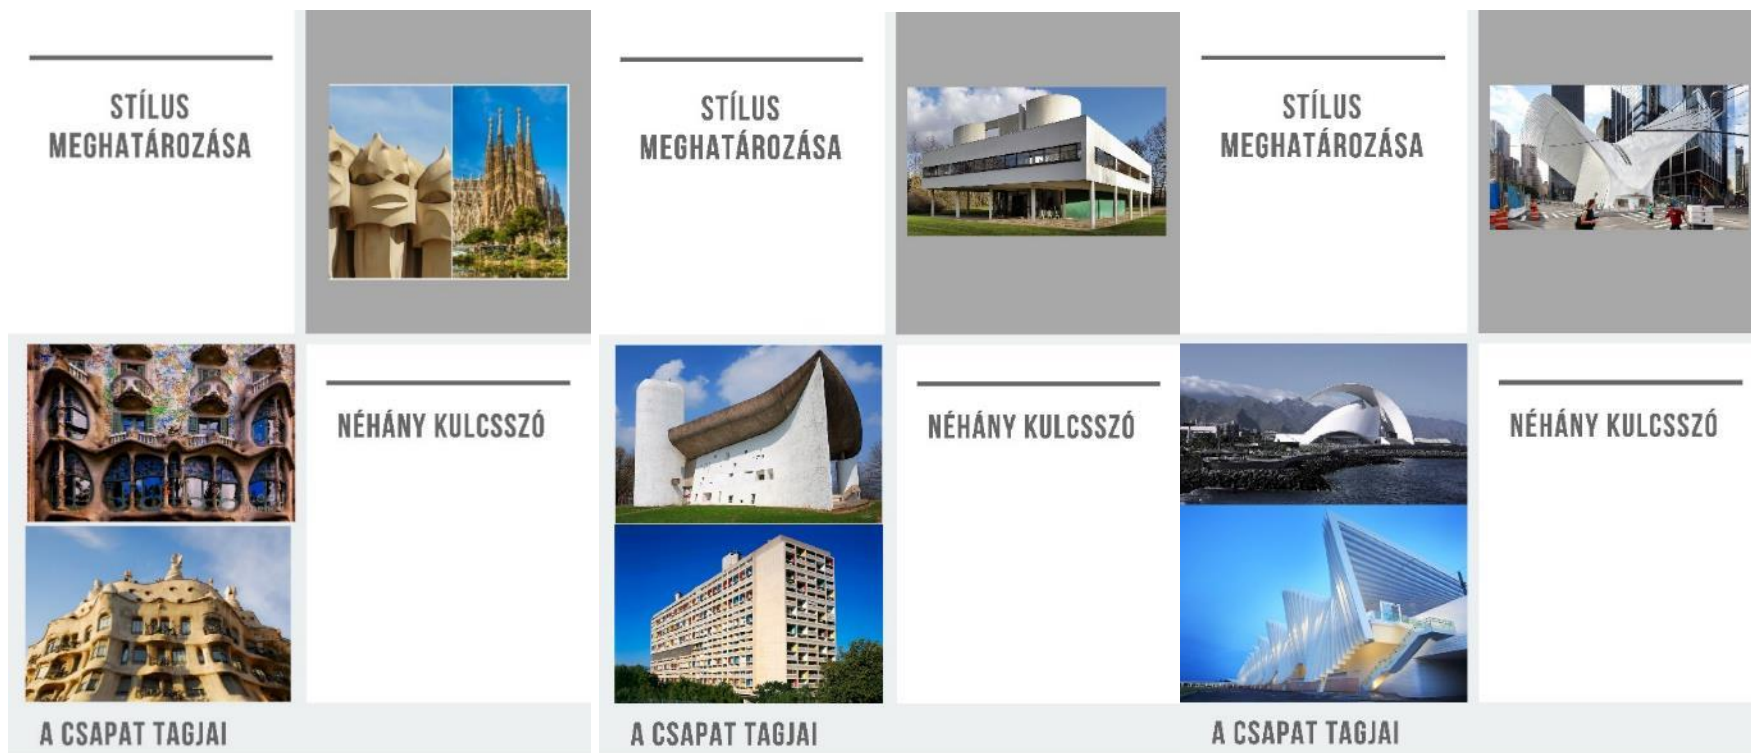 STÍLUS
MEGHATÁROZÁSA
NÉHÁNY KULCSSZÓ
A CSAPAT TAGJAI
STÍLUS
MEGHATÁROZÁSA
NÉHÁNY KULCSSZÓ
A CSAPAT TAGJAI
STÍLUS
MEGHATÁROZÁSA
NÉHÁNY KULCSSZÓ
A CSAPAT TAGJAI